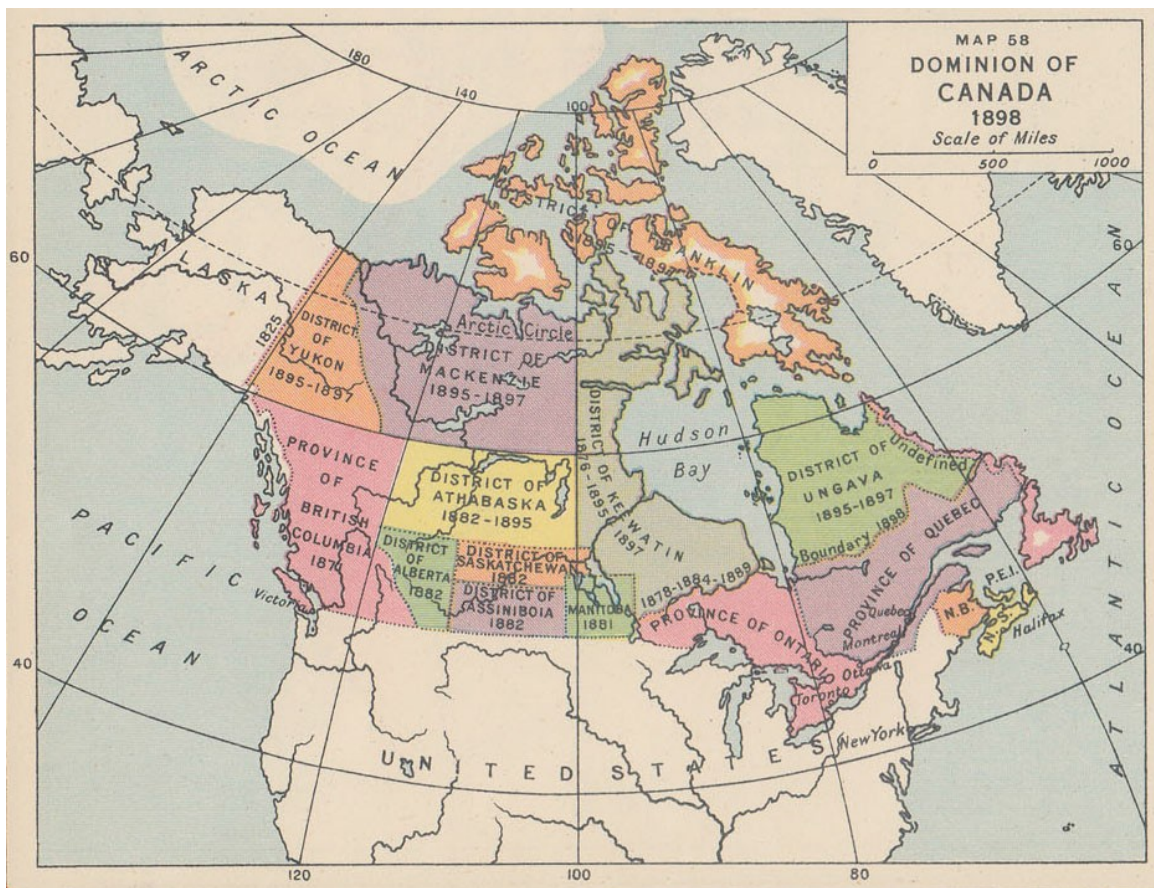 MAP 58
DOMINION OF
CANADA
1898
Scale of Miles
0 500 1000
ARCTIC OCEAN
180
140
100
60
60
ALASKA
1825
DISTRICT
OF
YUKON
1895-1897
Arctic Circle
DISTRICT OF
MACKENZIE
1895-1897
DISTRICT OF FRANKLIN
1895-1897
DISTRICT OF KEEWATIN
1876-1895
1897
1878-1884-1889
Hudson
Bay
DISTRICT OF
UNGAVA
1895-1897
Undefined
Boundary 1898
PROVINCE OF QUEBEC
Quebec
Montreal
PROVINCE
OF
BRITISH
COLUMBIA
1871
Victoria
DISTRICT OF
ATHABASKA
1882-1895
DISTRICT
OF
ALBERTA
1882
DISTRICT OF
SASKATCHEWAN
1882
DISTRICT OF
ASSINIBOIA
1882
MANITOBA
1881
PROVINCE OF ONTARIO
Ottawa
Toronto
P.E.I.
N.B.
N.S.
Halifax
New York
UNITED STATES
PACIFIC
OCEAN
ATLANTIC OCEAN
40
40
120
100
80